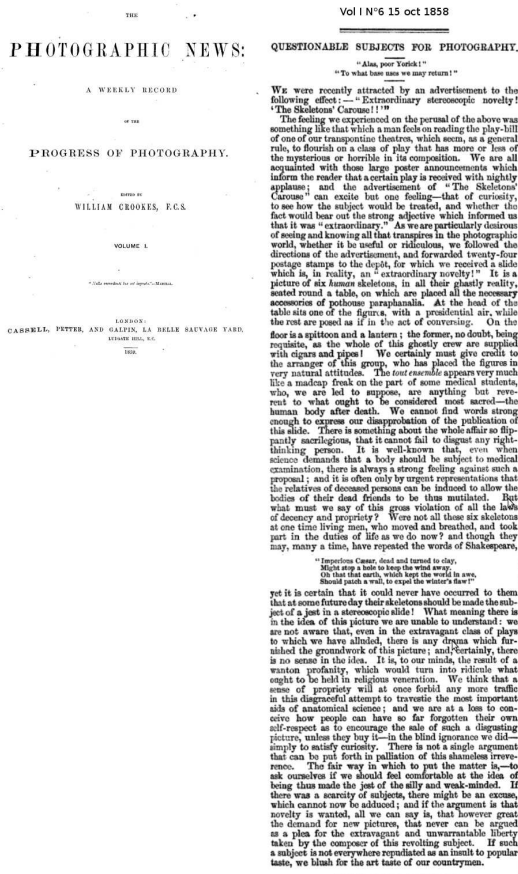 THE
PHOTOGRAPHIC NEWS:
A WEEKLY RECORD
OF THE
PROGRESS OF PHOTOGRAPHY.
EDITED BY
WILLIAM CROOKES, F.C.S.
VOLUME I.
LONDON:
CASSELL, PETTER, AND GALPIN, LA BELLE SAUVAGE YARD,
LUDGATE HILL, E.C.
1859.
Vol I N°6 15 oct 1858
QUESTIONABLE SUBJECTS FOR PHOTOGRAPHY.
"Alas, poor Yorick!"
"To what base uses we may return!"
WE were recently attracted by an advertisement to the
following effect:—"Extraordinary stereoscopic novelty!
'The Skeletons' Carouse!!'"
The feeling we experienced on the perusal of the above was
something like that which a man feels on reading the play-bill
of one of our transpontine theatres, which seem, as a general
rule, to flourish on a class of play that has more or less of
the mysterious or horrible in its composition. We are all
acquainted with those large poster announcements which
inform the reader that a certain play is received with nightly
applause; and the advertisement of "The Skeletons'
Carouse" can excite but one feeling—that of curiosity,
to see how the subject would be treated, and whether the
fact would bear out the strong adjective which informed us
that it was "extraordinary." As we are particularly desirous
of seeing and knowing all that transpires in the photographic
world, whether it be useful or ridiculous, we followed the
directions of the advertisement, and forwarded twenty-four
postage stamps to the depôt, for which we received a slide
which is, in reality, an "extraordinary novelty!" It is a
picture of six human skeletons, in all their ghastly reality,
seated round a table, on which are placed all the necessary
accessories of pothouse paraphanalia. At the head of the
table sits one of the figures, with a presidential air, while
the rest are posed as if in the act of conversing. On the
floor is a spittoon and a lantern; the former, no doubt, being
requisite, as the whole of this ghostly crew are supplied
with cigars and pipes! We certainly must give credit to
the arranger of this group, who has placed the figures in
very natural attitudes. The tout ensemble appears very much
like a madcap freak on the part of some medical students,
who, we are led to suppose, are anything but reve-
rent to what ought to be considered most sacred—the
human body after death. We cannot find words strong
enough to express our disapprobation of the publication of
this slide. There is something about the whole affair so flip-
pantly sacrilegious, that it cannot fail to disgust any right-
thinking person. It is well-known that, even when
science demands that a body should be subject to medical
examination, there is always a strong feeling against such a
proposal; and it is often only by urgent representations that
the relatives of deceased persons can be induced to allow the
bodies of their dead friends to be thus mutilated. But
what must we say of this gross violation of all the laws
of decency and propriety? Were not all these six skeletons
at one time living men, who moved and breathed, and took
part in the duties of life as we do now? and though they
may, many a time, have repeated the words of Shakespeare,
"Imperious Cæsar, dead and turned to clay,
Might stop a hole to keep the wind away,
Oh that that earth, which kept the world in awe,
Should patch a wall, to expel the winter's flaw!"
yet it is certain that it could never have occurred to them
that at some future day their skeletons should be made the sub-
ject of a jest in a stereoscopic slide! What meaning there is
in the idea of this picture we are unable to understand: we
are not aware that, even in the extravagant class of plays
to which we have alluded, there is any drama which fur-
nished the groundwork of this picture; and, certainly, there
is no sense in the idea. It is, to our minds, the result of a
wanton profanity, which would turn into ridicule what
ought to be held in religious veneration. We think that a
sense of propriety will at once forbid any more traffic
in this disgraceful attempt to travestie the most important
aids of anatomical science; and we are at a loss to con-
ceive how people can have so far forgotten their own
self-respect as to encourage the sale of such a disgusting
picture, unless they buy it—in the blind ignorance we did—
simply to satisfy curiosity. There is not a single argument
that can be put forth in palliation of this shameless irreve-
rence. The fair way in which to put the matter is,—to
ask ourselves if we should feel comfortable at the idea of
being thus made the jest of the silly and weak-minded. If
there was a scarcity of subjects, there might be an excuse,
which cannot now be adduced; and if the argument is that
novelty is wanted, all we can say is, that however great
the demand for new pictures, that never can be argued
as a plea for the extravagant and unwarrantable liberty
taken by the composer of this revolting subject. If such
a subject is not everywhere repudiated as an insult to popular
taste, we blush for the art taste of our countrymen.